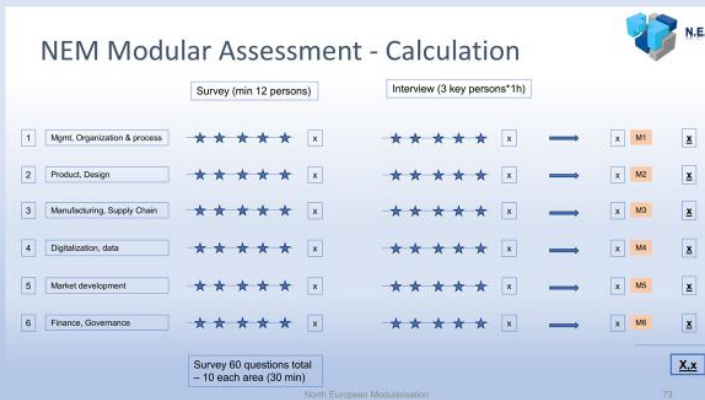 N.E.
NEM Modular Assessment - Calculation
Survey (min 12 persons)
Interview (3 key persons*1h)
1 Mgmt, Organization & process x x x M1 x
2 Product, Design x x x M2 x
3 Manufacturing, Supply Chain x x x M3 x
4 Digitalization, data x x x M4 x
5 Market development x x x M5 x
6 Finance, Governance x x x M6 x
Survey 60 questions total
– 10 each area (30 min)
X,x
North European Modularisation
73